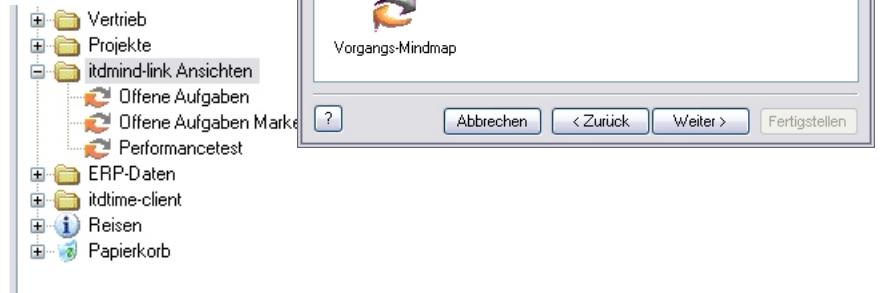 Vertrieb
Projekte
itdmind-link Ansichten
Offene Aufgaben
Offene Aufgaben Marke
Performancetest
ERP-Daten
itdtime-client
Reisen
Papierkorb
Vorgangs-Mindmap
?
Abbrechen
< Zurück
Weiter >
Fertigstellen